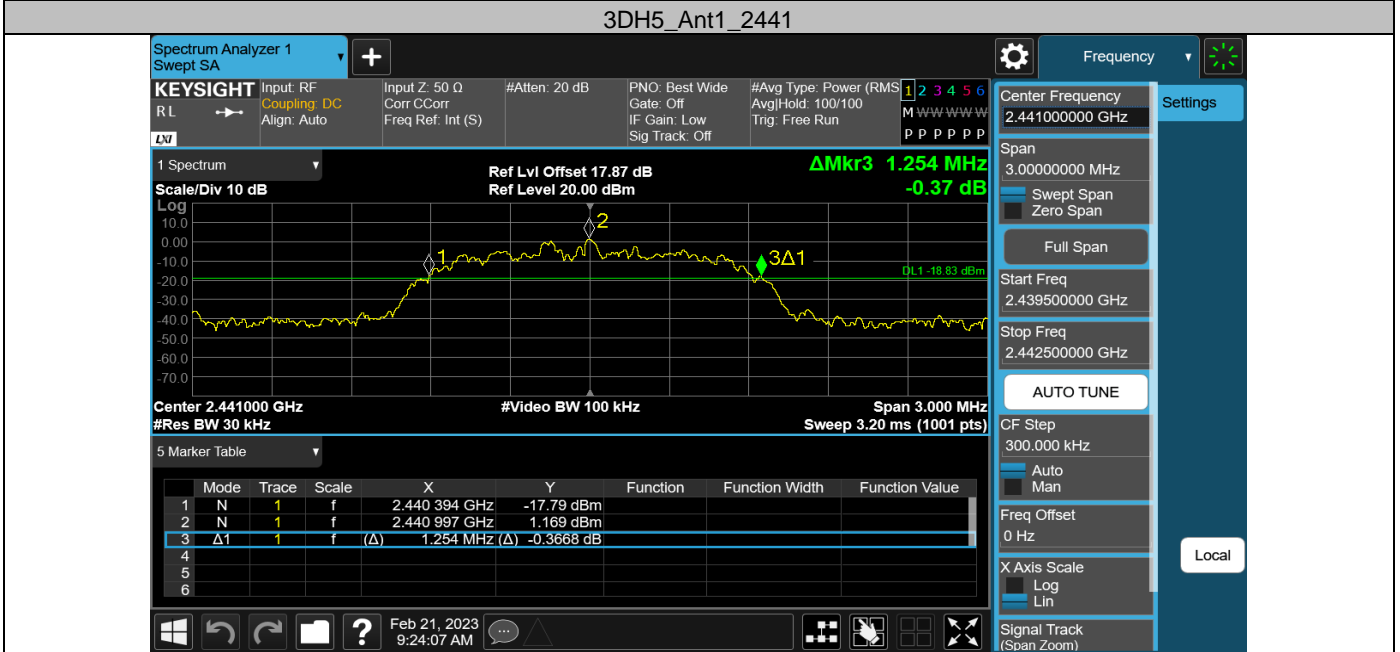 3DH5_Ant1_2441
Spectrum Analyzer 1
Swept SA
Frequency
KEYSIGHT
R L
LXI
Input: RF
Coupling: DC
Align: Auto
Input Z: 50 Ω
Corr CCorr
Freq Ref: Int (S)
#Atten: 20 dB
PNO: Best Wide
Gate: Off
IF Gain: Low
Sig Track: Off
#Avg Type: Power (RMS
Avg|Hold: 100/100
Trig: Free Run
1 2 3 4 5 6
M W W W W W
P P P P P P
1 Spectrum
Scale/Div 10 dB
Log
Ref Lvl Offset 17.87 dB
Ref Level 20.00 dBm
ΔMkr3 1.254 MHz
-0.37 dB
10.0
0.00
-10.0
-20.0
-30.0
-40.0
-50.0
-60.0
-70.0
1
2
3Δ1
DL1 -18.83 dBm
Center 2.441000 GHz
#Video BW 100 kHz
Span 3.000 MHz
#Res BW 30 kHz
Sweep 3.20 ms (1001 pts)
5 Marker Table
Mode Trace Scale X Y Function Function Width Function Value
1 N 1 f 2.440 394 GHz -17.79 dBm
2 N 1 f 2.440 997 GHz 1.169 dBm
3 Δ1 1 f (Δ) 1.254 MHz (Δ) -0.3668 dB
4
5
6
Feb 21, 2023
9:24:07 AM
Center Frequency
2.441000000 GHz
Settings
Span
3.00000000 MHz
Swept Span
Zero Span
Full Span
Start Freq
2.439500000 GHz
Stop Freq
2.442500000 GHz
AUTO TUNE
CF Step
300.000 kHz
Auto
Man
Freq Offset
0 Hz
X Axis Scale
Log
Lin
Signal Track
(Span Zoom)
Local